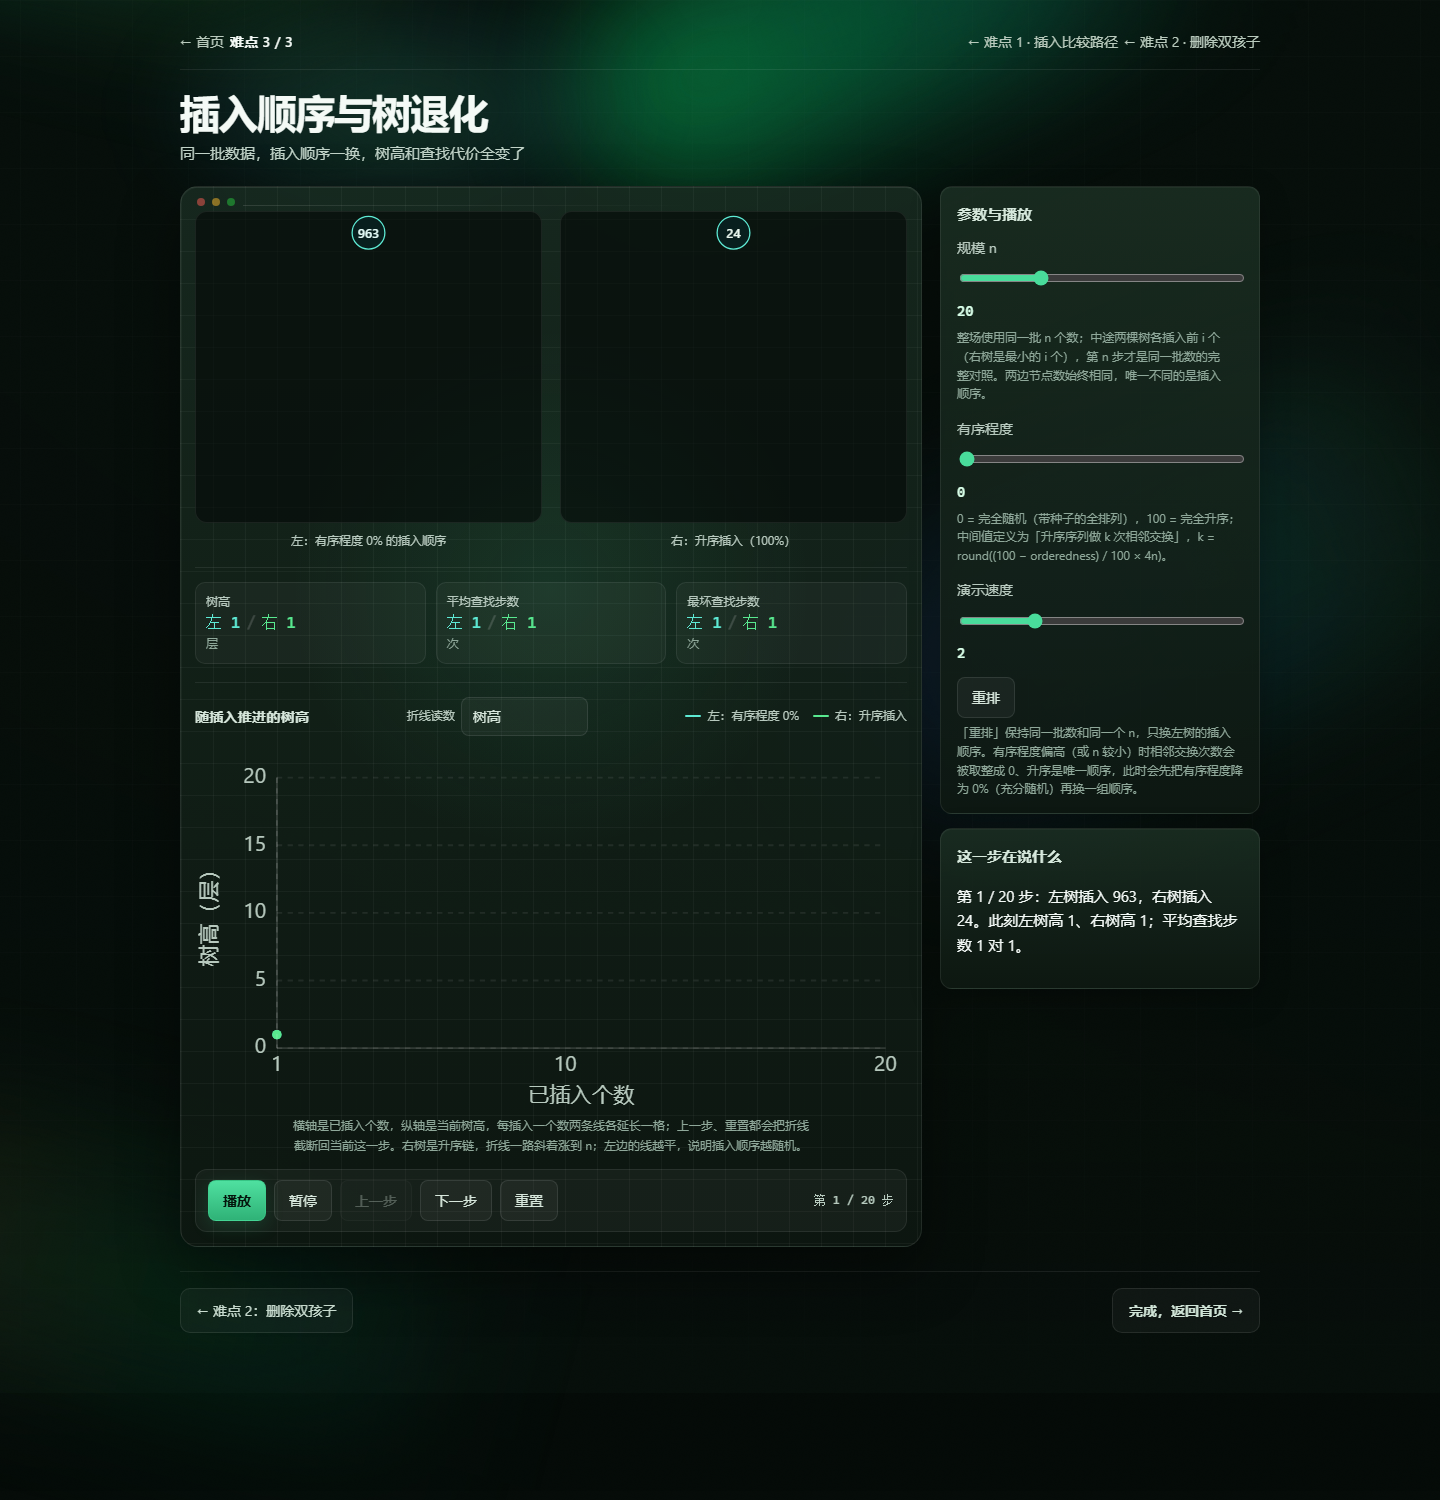 ← 首页 难点 3 / 3
← 难点 1 · 插入比较路径 ← 难点 2 · 删除双孩子
插入顺序与树退化
同一批数据，插入顺序一换，树高和查找代价全变了
963
24
左：有序程度 0% 的插入顺序
右：升序插入（100%）
树高
左 1 / 右 1
层
平均查找步数
左 1 / 右 1
次
最坏查找步数
左 1 / 右 1
次
随插入推进的树高
折线读数 树高
左：有序程度 0% 右：升序插入
20
15
10
5
0
树高（层）
1 10 20
已插入个数
横轴是已插入个数，纵轴是当前树高，每插入一个数两条线各延长一格；上一步、重置都会把折线
截断回当前这一步。右树是升序链，折线一路斜着涨到 n；左边的线越平，说明插入顺序越随机。
播放 暂停 上一步 下一步 重置
第 1 / 20 步
参数与播放
规模 n
20
整场使用同一批 n 个数；中途两棵树各插入前 i 个
（右树是最小的 i 个），第 n 步才是同一批数的完
整对照。两边节点数始终相同，唯一不同的是插入
顺序。
有序程度
0
0 = 完全随机（带种子的全排列），100 = 完全升序；
中间值定义为「升序序列做 k 次相邻交换」，k =
round((100 − orderedness) / 100 × 4n)。
演示速度
2
重排
「重排」保持同一批数和同一个 n，只换左树的插入
顺序。有序程度偏高（或 n 较小）时相邻交换次数会
被取整成 0、升序是唯一顺序，此时会先把有序程度降
为 0%（充分随机）再换一组顺序。
这一步在说什么
第 1 / 20 步：左树插入 963，右树插入
24。此刻左树高 1、右树高 1；平均查找步
数 1 对 1。
← 难点 2：删除双孩子
完成，返回首页 →